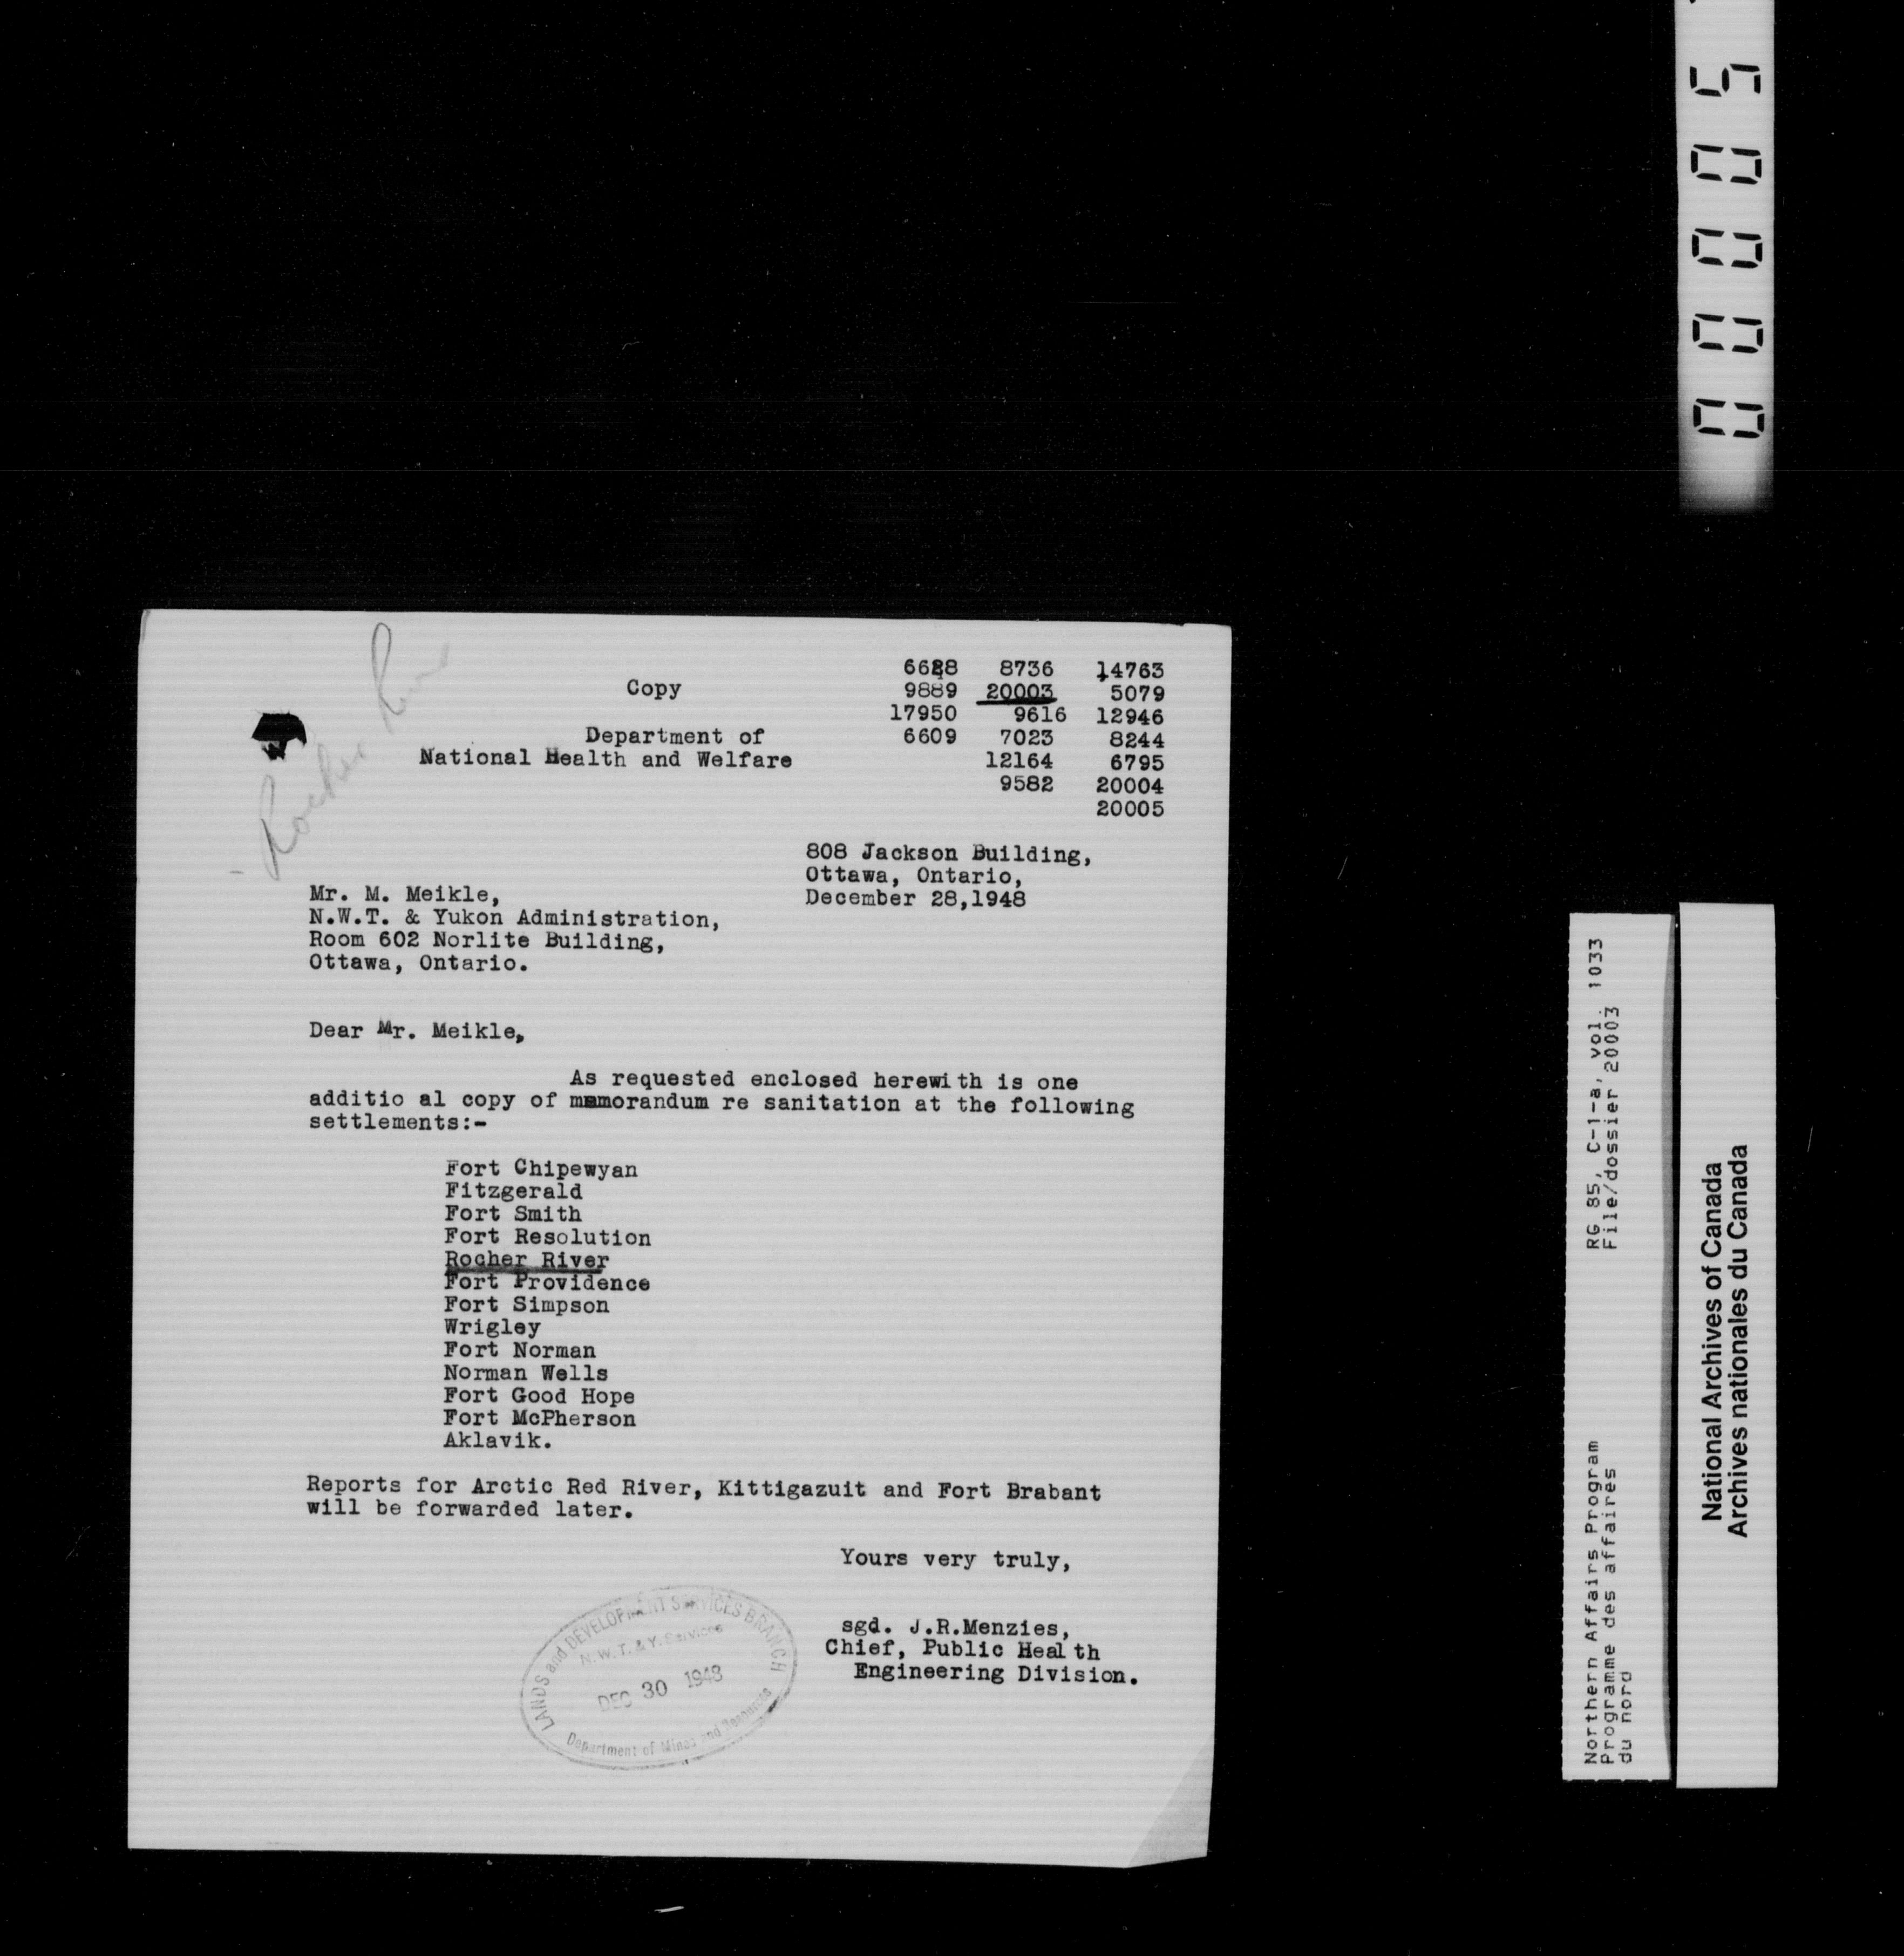 00005
Rocher River
6688 8736 14763
Copy
9889 20003 5079
17950 9616 12946
Department of
6609 7023 8244
National Health and Welfare
12164 6795
9582 20004
20005
808 Jackson Building,
Ottawa, Ontario,
December 28,1948
Mr. M. Meikle,
N.W.T. & Yukon Administration,
Room 602 Norlite Building,
Ottawa, Ontario.
Dear Mr. Meikle,
As requested enclosed herewith is one
additio al copy of memorandum re sanitation at the following
settlements:-
Fort Chipewyan
Fitzgerald
Fort Smith
Fort Resolution
Rocher River
Fort Providence
Fort Simpson
Wrigley
Fort Norman
Norman Wells
Fort Good Hope
Fort McPherson
Aklavik.
Reports for Arctic Red River, Kittigazuit and Fort Brabant
will be forwarded later.
Yours very truly,
sgd. J.R.Menzies,
Chief, Public Health
Engineering Division.
LANDS and DEVELOPMENT SERVICES BRANCH
N.W.T. & Y. Services
DEC 30 1948
Department of Mines and Resources
Northern Affairs Program RG 85, C-1-a, vol. 1033
Programme des affaires File/dossier 20003
du nord
National Archives of Canada
Archives nationales du Canada